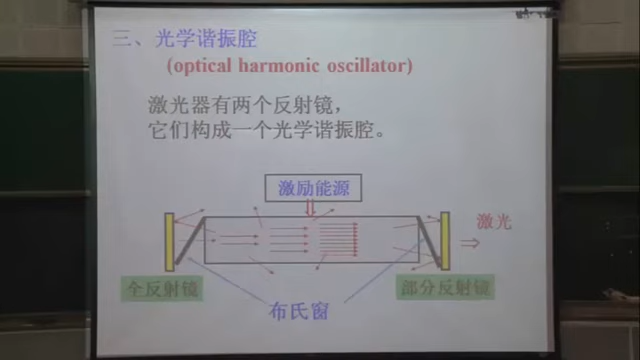 三、光学谐振腔
(optical harmonic oscillator)
激光器有两个反射镜，
它们构成一个光学谐振腔。
激励能源
激光
全反射镜
部分反射镜
布氏窗